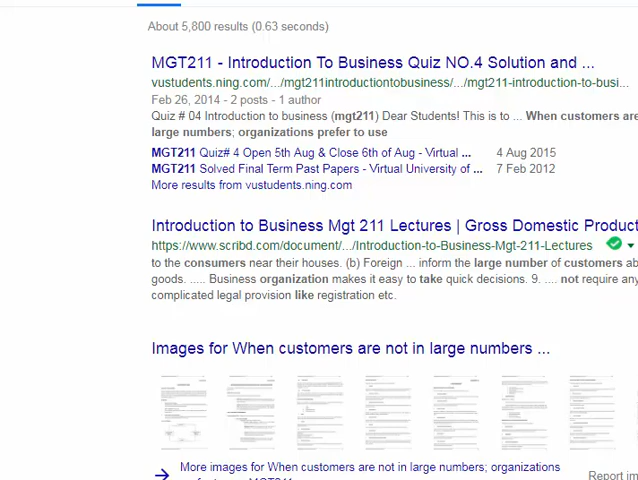 About 5,800 results (0.63 seconds)
MGT211 - Introduction To Business Quiz NO.4 Solution and ...
vustudents.ning.com/.../mgt211introductiontobusiness/.../mgt211-introduction-to-busi...
Feb 26, 2014 - 2 posts - 1 author
Quiz # 04 Introduction to business (mgt211) Dear Students! This is to ... When customers are
large numbers; organizations prefer to use
MGT211 Quiz# 4 Open 5th Aug & Close 6th of Aug - Virtual ... 4 Aug 2015
MGT211 Solved Final Term Past Papers - Virtual University of ... 7 Feb 2012
More results from vustudents.ning.com
Introduction to Business Mgt 211 Lectures | Gross Domestic Product
https://www.scribd.com/document/.../Introduction-to-Business-Mgt-211-Lectures
to the consumers near their houses. (b) Foreign ... inform the large number of customers ab
goods. ..... Business organization makes it easy to take quick decisions. 9. .... not require any
complicated legal provision like registration etc.
Images for When customers are not in large numbers ...
More images for When customers are not in large numbers; organizations
Report im